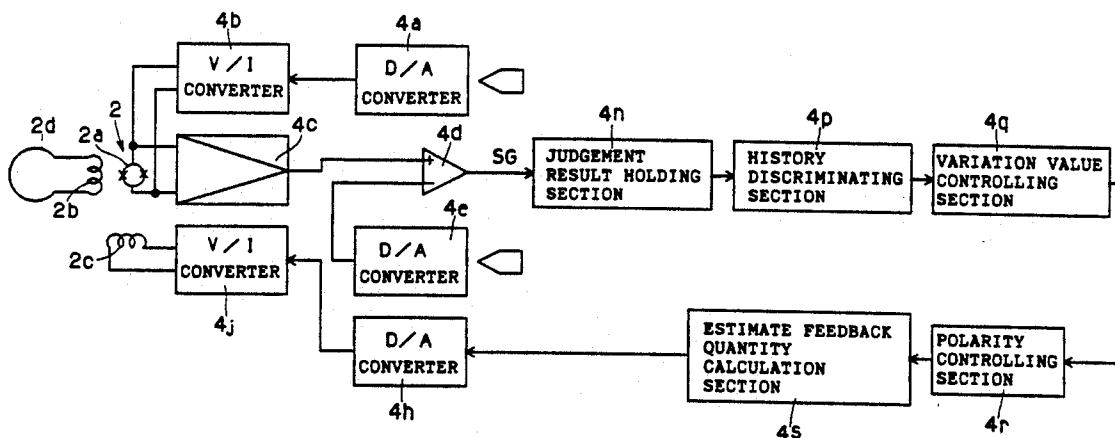 4b
V/I
CONVERTER
4a
D/A
CONVERTER
2d
2a
2
2b
4c
4d
SG
4n
JUDGEMENT
RESULT HOLDING
SECTION
4p
HISTORY
DISCRIMINATING
SECTION
4q
VARIATION VALUE
CONTROLLING
SECTION
4e
D/A
CONVERTER
2c
V/I
CONVERTER
4j
D/A
CONVERTER
4h
ESTIMATE FEEDBACK
QUANTITY
CALCULATION
SECTION
4s
POLARITY
CONTROLLING
SECTION
4r